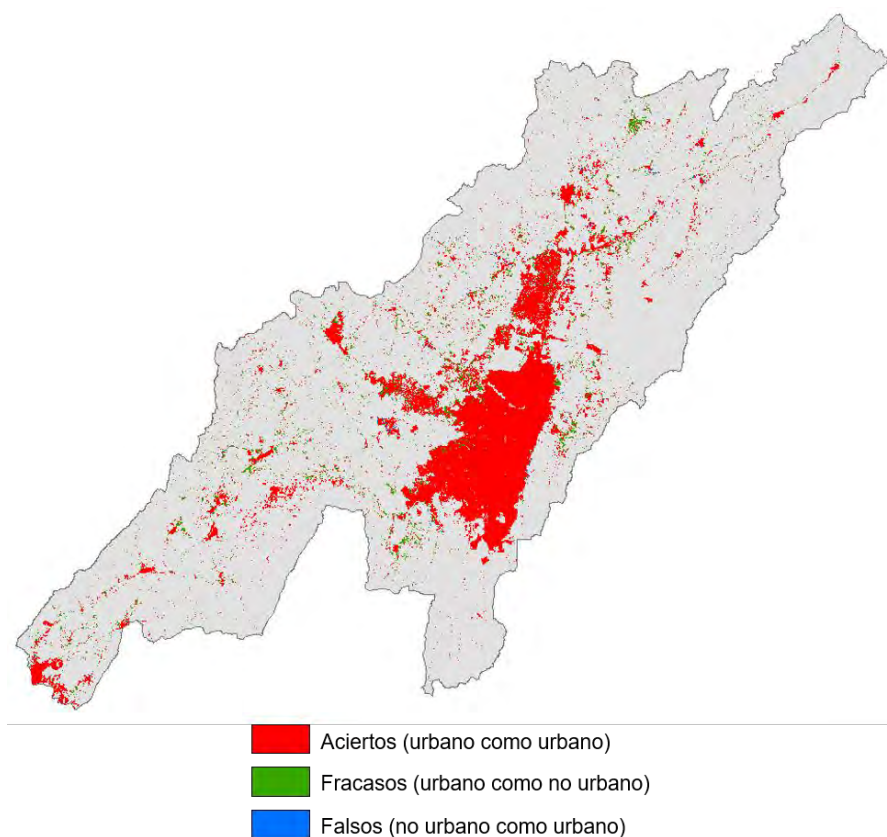 Aciertos (urbano como urbano)
Fracasos (urbano como no urbano)
Falsos (no urbano como urbano)